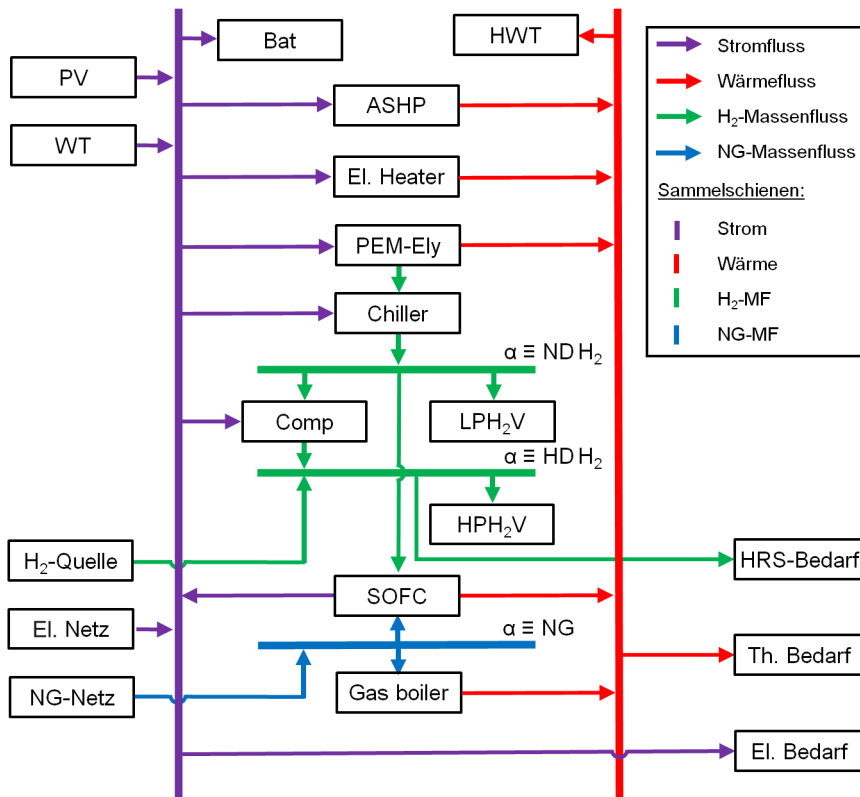 Bat
HWT
PV
ASHP
WT
El. Heater
PEM-Ely
Chiller
α ≡ ND H₂
Comp
LPH₂V
α ≡ HD H₂
HPH₂V
H₂-Quelle
HRS-Bedarf
SOFC
El. Netz
α ≡ NG
Th. Bedarf
NG-Netz
Gas boiler
El. Bedarf
Stromfluss
Wärmefluss
H₂-Massenfluss
NG-Massenfluss
Sammelschienen:
Strom
Wärme
H₂-MF
NG-MF